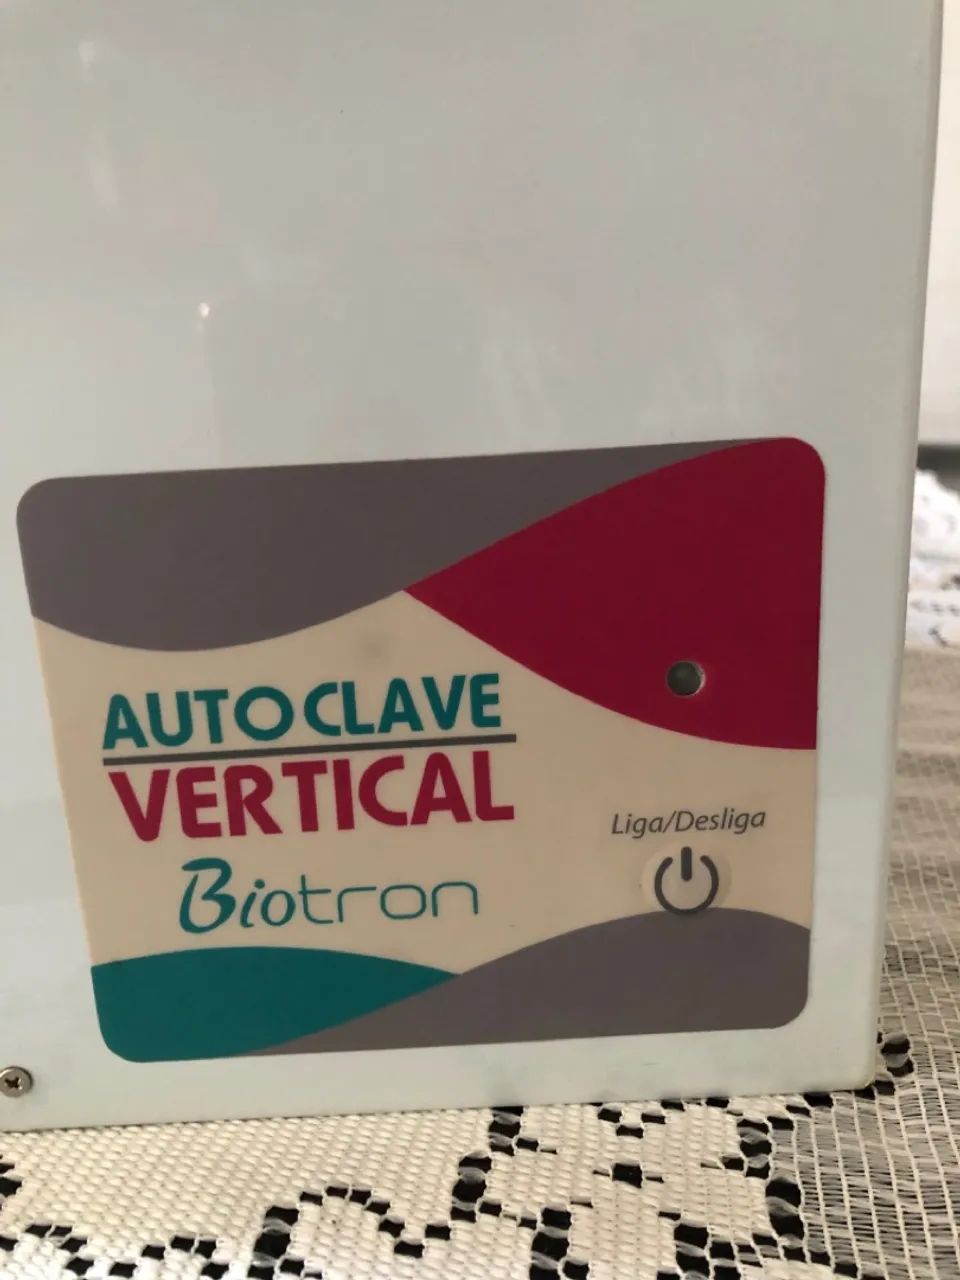 AUTOCLAVE
VERTICAL
Biotron
Liga/Desliga